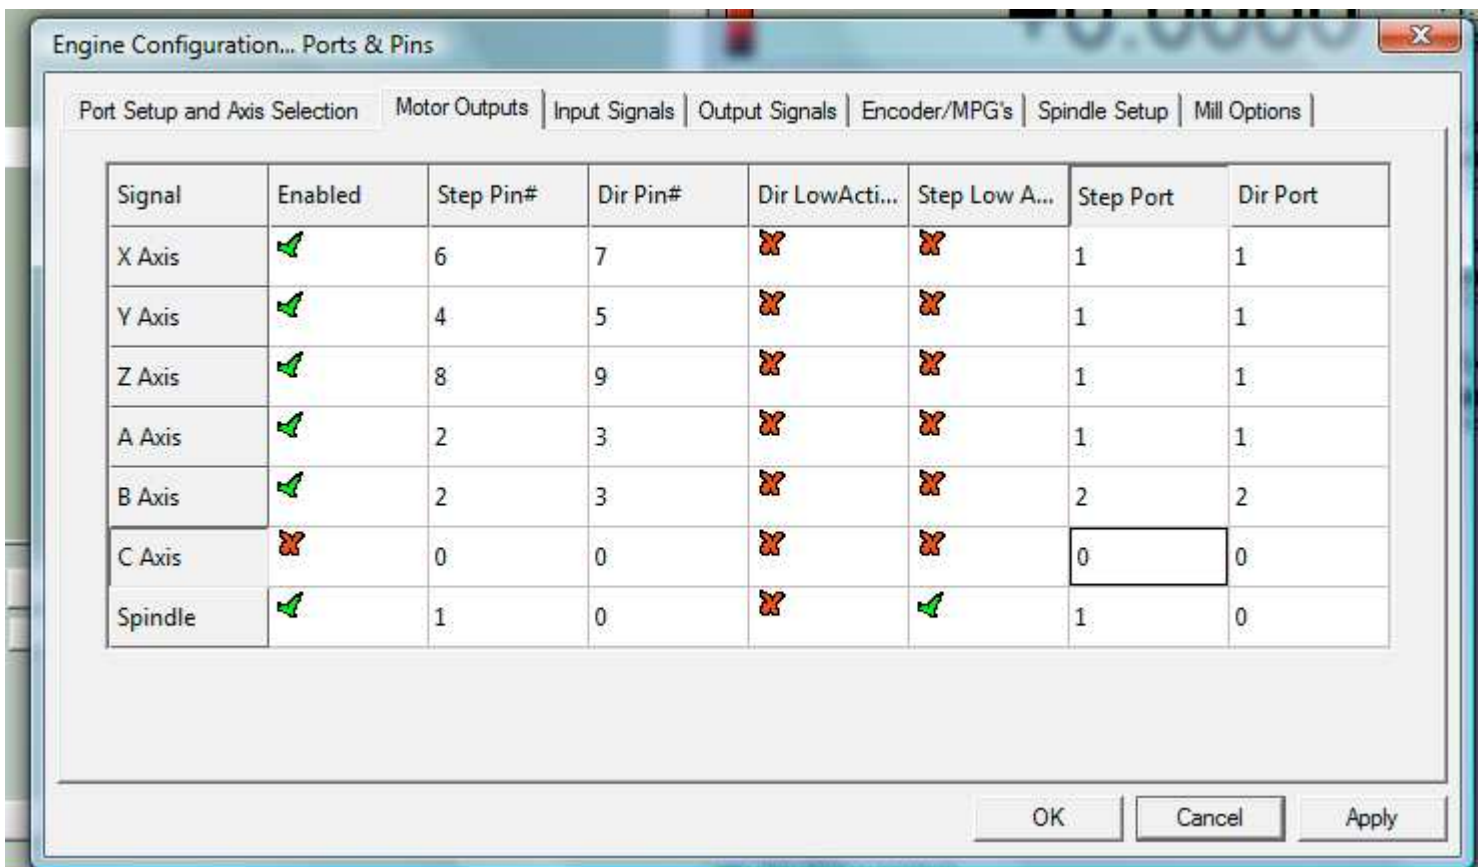 +0.0000
Engine Configuration... Ports & Pins
Port Setup and Axis Selection Motor Outputs Input Signals Output Signals Encoder/MPG's Spindle Setup Mill Options
Signal Enabled Step Pin# Dir Pin# Dir LowActi... Step Low A... Step Port Dir Port
X Axis 6 7 1 1
Y Axis 4 5 1 1
Z Axis 8 9 1 1
A Axis 2 3 1 1
B Axis 2 3 2 2
C Axis 0 0 0 0
Spindle 1 0 1 0
OK Cancel Apply